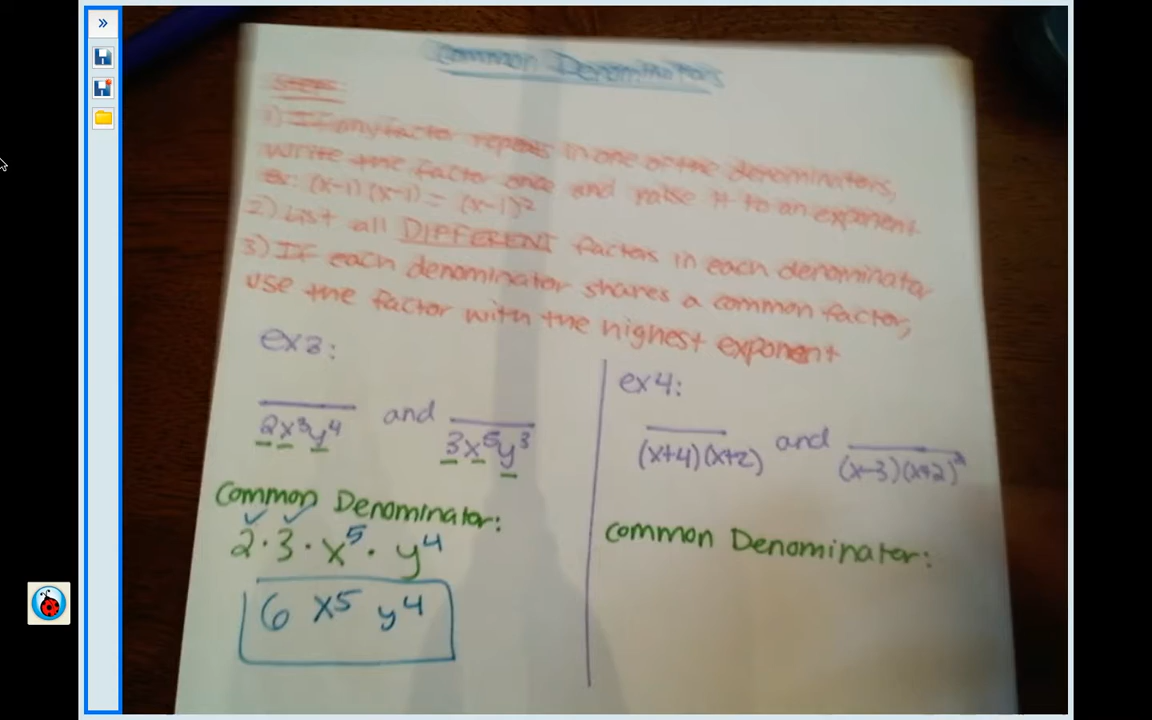 Common Denominators
Steps:
1) If any factor repeats in one of the denominators,
write the factor once and raise it to an exponent
Ex: (x-1)(x-1) = (x-1)²
2) List all DIFFERENT factors in each denominator
3) If each denominator shares a common factor,
use the factor with the highest exponent
ex3:
2x³y⁴ and 3x⁵y³
Common Denominator:
2·3·x⁵·y⁴
6 x⁵ y⁴
ex4:
(x+4)(x+2) and (x-3)(x+2)²
Common Denominator: